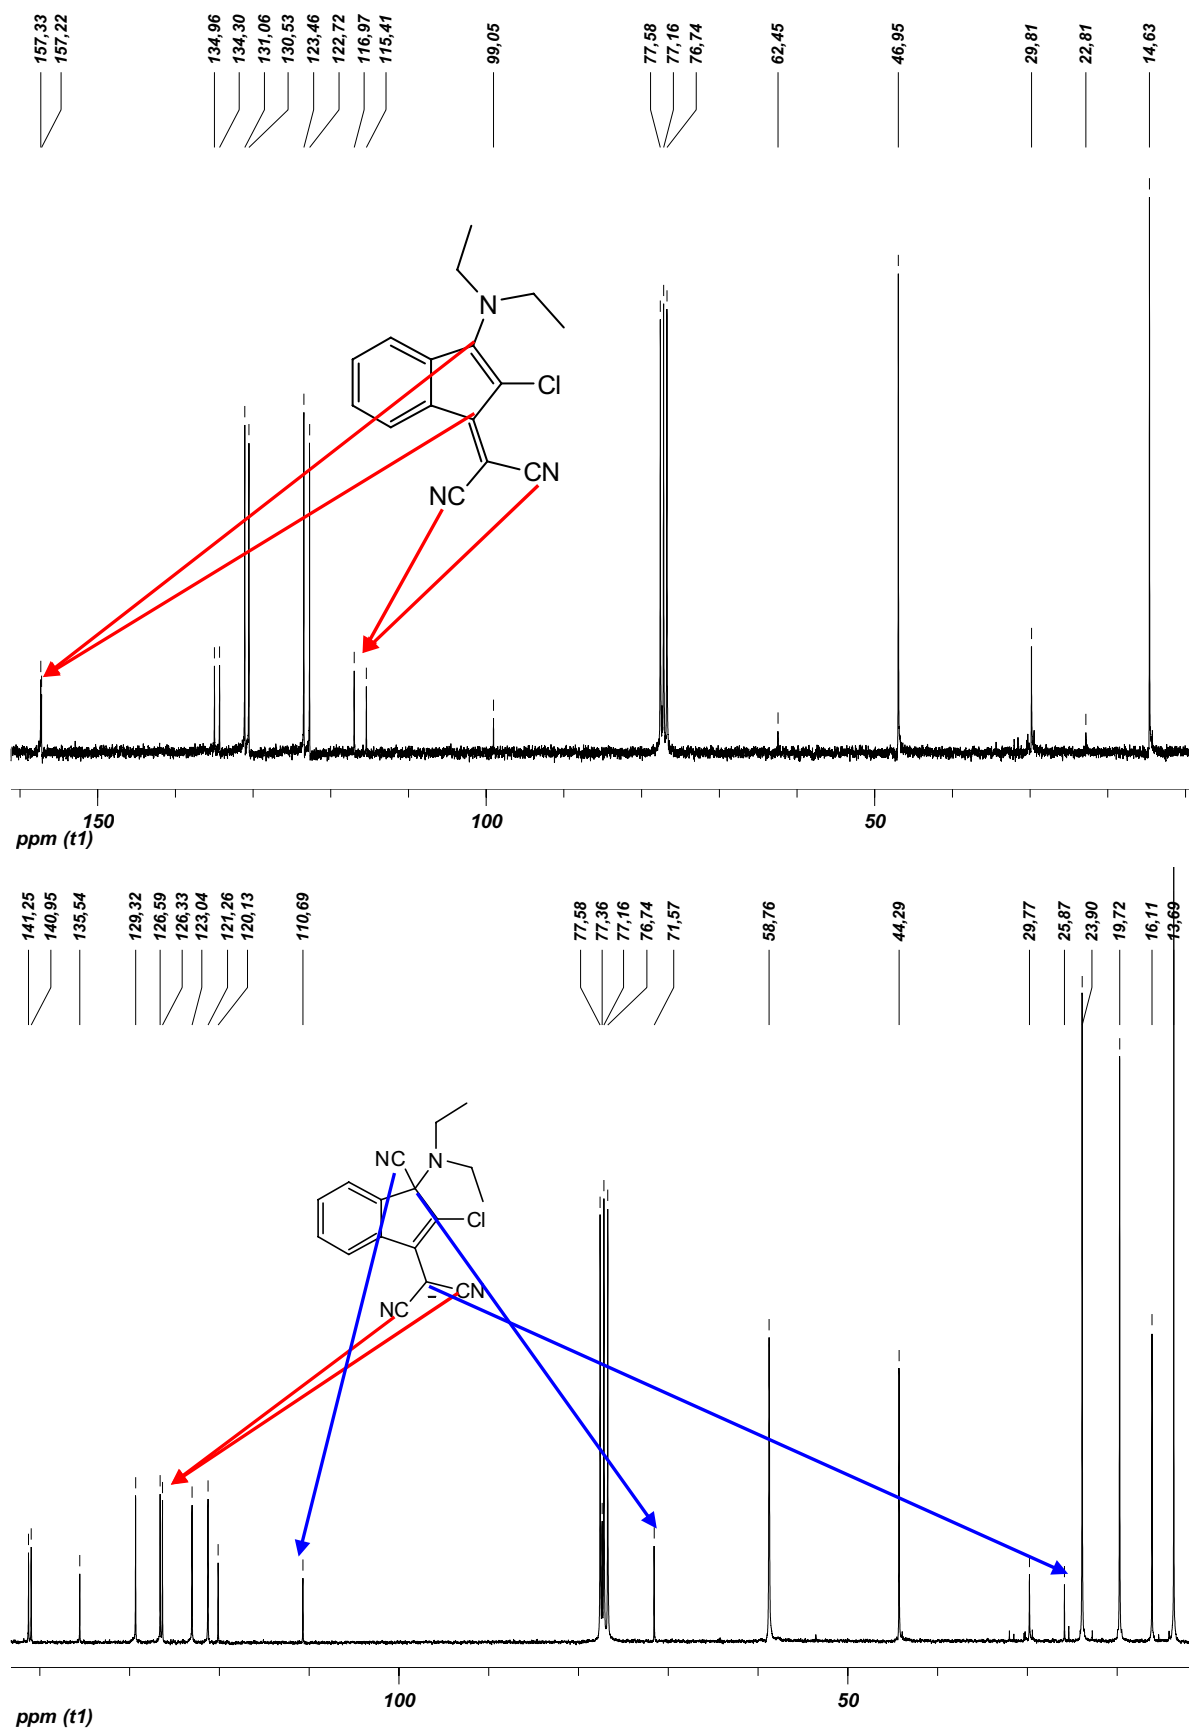 157,33 157,22 134,96 134,30 131,06 130,53 123,46 122,72 116,97 115,41 99,05 77,58 77,16 76,74 62,45 46,95 29,81 22,81 14,63
N
Cl
CN
NC
150 100 50
ppm (t1)
141,25 140,95 135,54 129,32 126,59 126,33 123,04 121,26 120,13 110,69 77,58 77,36 77,16 76,74 71,57 58,76 44,29 29,77 25,87 23,90 19,72 16,11 13,69
NC N
Cl
CN
NC
-
100 50
ppm (t1)